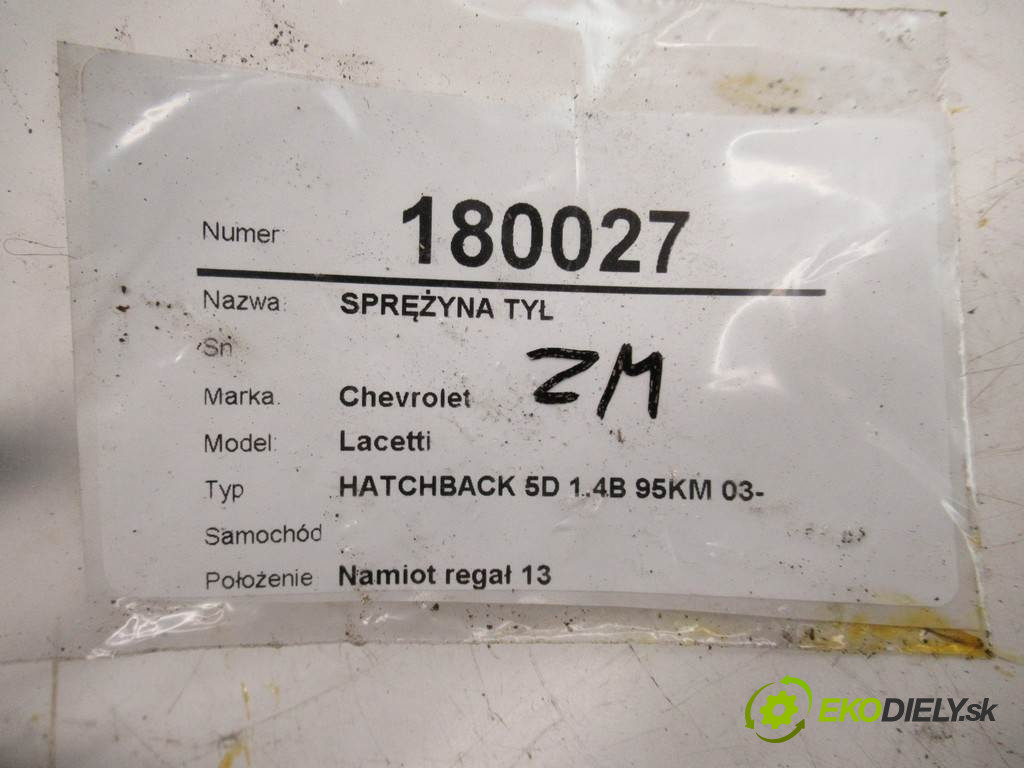 Numer: 180027
Nazwa: SPRĘŻYNA TYŁ
Sn
ZM
Marka: Chevrolet
Model: Lacetti
Typ HATCHBACK 5D 1.4B 95KM 03-
Samochód
Położenie Namiot regał 13
EKODIELY.sk